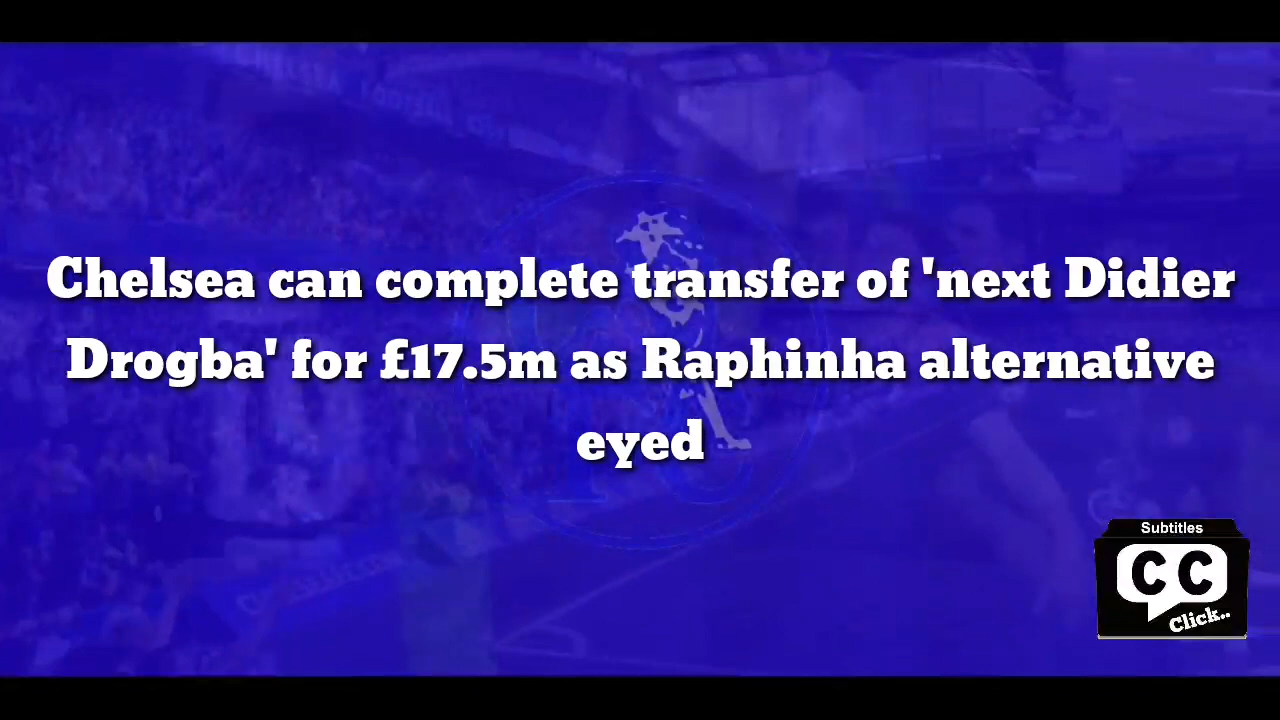 Chelsea can complete transfer of 'next Didier
Drogba' for £17.5m as Raphinha alternative
eyed
Subtitles
CC
Click..